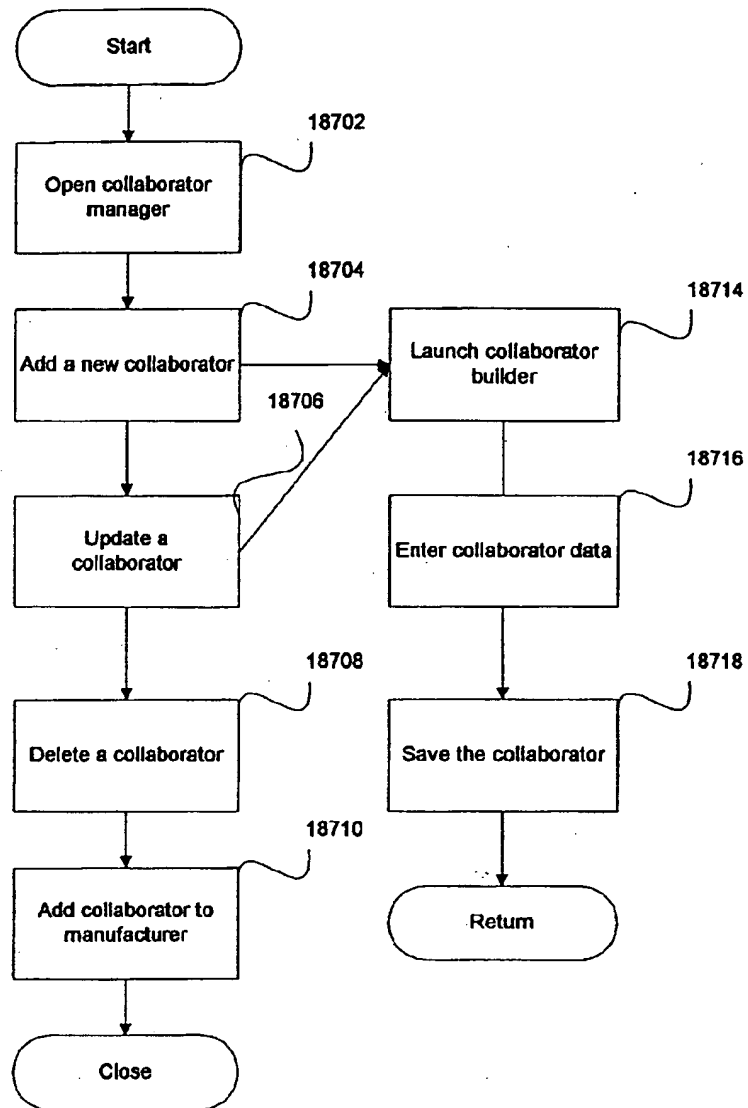 Start
18702
Open collaborator
manager
18704
Add a new collaborator
18714
Launch collaborator
builder
18706
Update a
collaborator
18716
Enter collaborator data
18708
Delete a collaborator
18718
Save the collaborator
18710
Add collaborator to
manufacturer
Return
Close